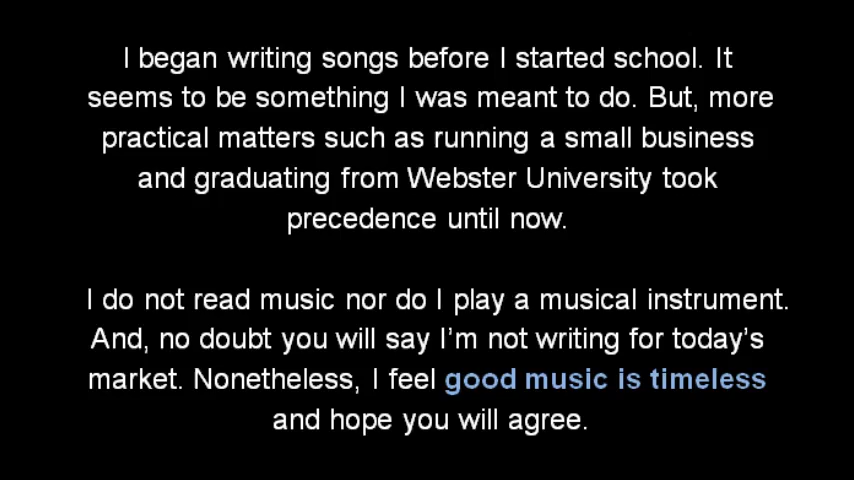 I began writing songs before I started school. It
seems to be something I was meant to do. But, more
practical matters such as running a small business
and graduating from Webster University took
precedence until now.
I do not read music nor do I play a musical instrument.
And, no doubt you will say I'm not writing for today's
market. Nonetheless, I feel good music is timeless
and hope you will agree.